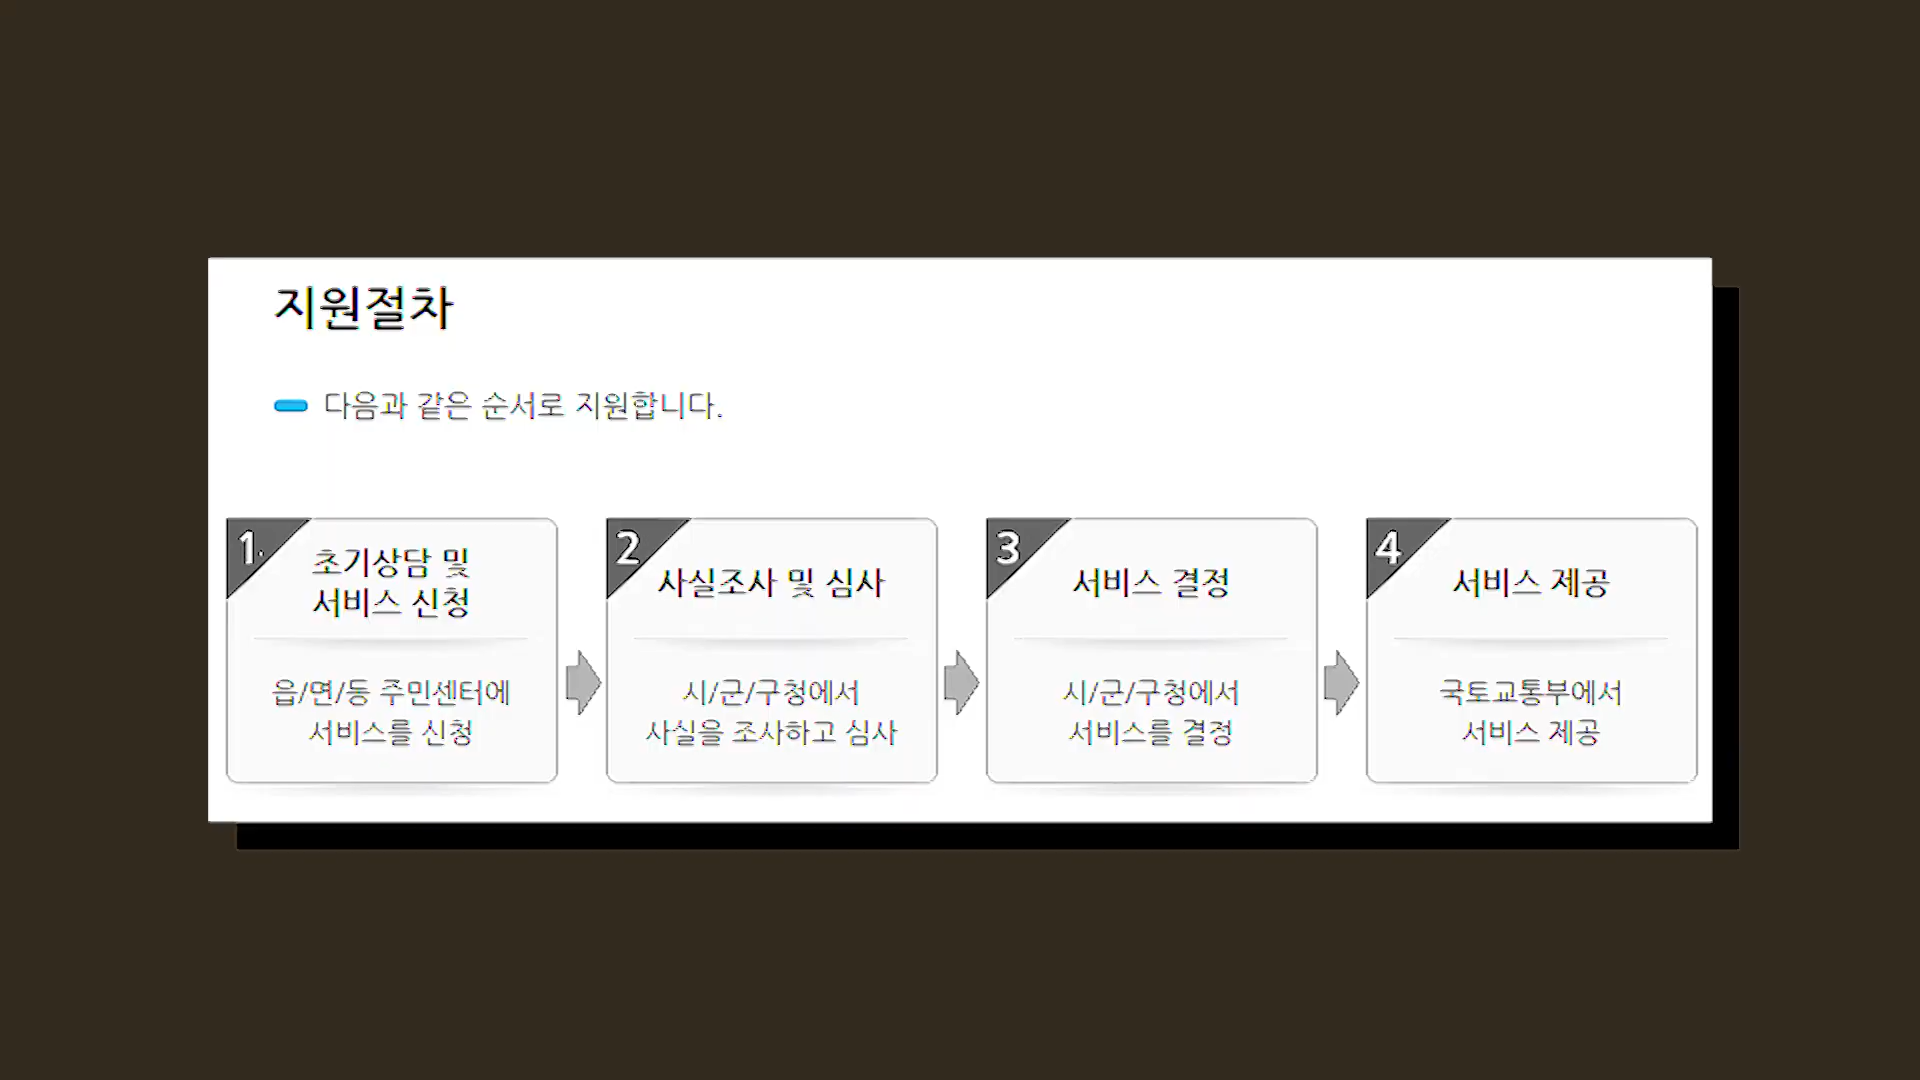 지원절차
다음과 같은 순서로 지원합니다.
1.
초기상담 및
서비스 신청
읍/면/동 주민센터에
서비스를 신청
2
사실조사 및 심사
시/군/구청에서
사실을 조사하고 심사
3
서비스 결정
시/군/구청에서
서비스를 결정
4
서비스 제공
국토교통부에서
서비스 제공